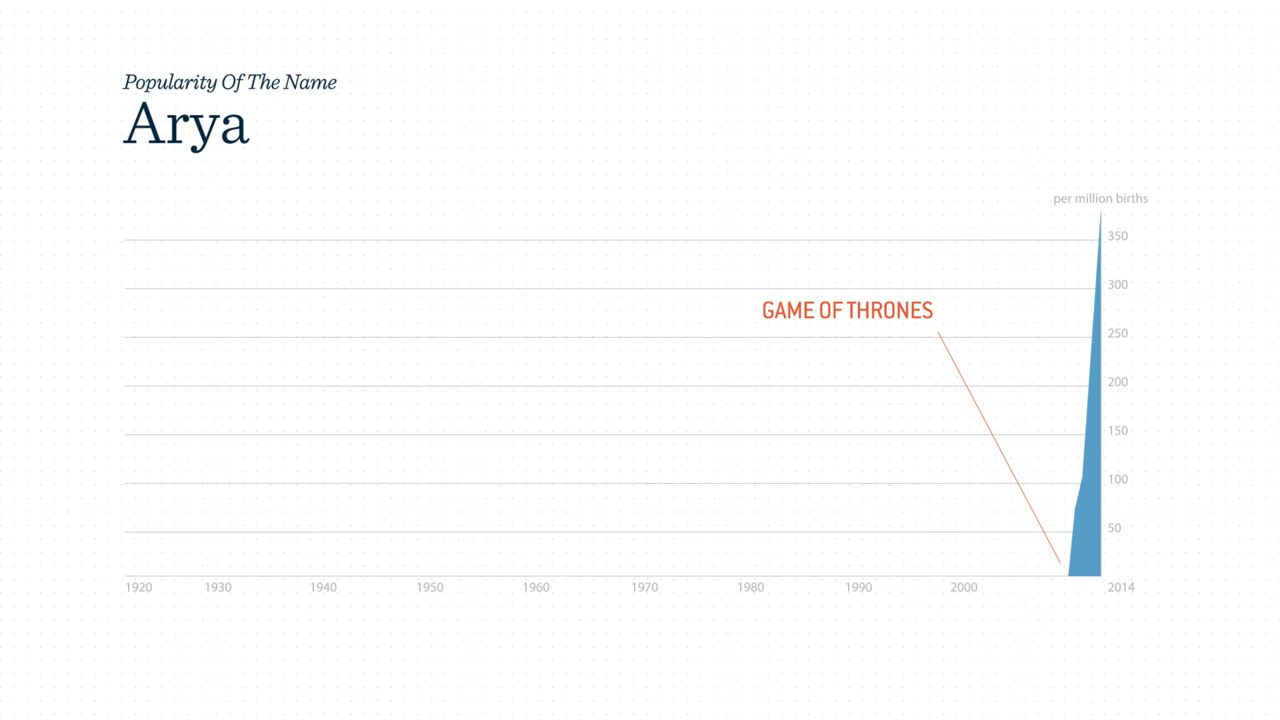 Popularity Of The Name
Arya
per million births
350
300
GAME OF THRONES
250
200
150
100
50
1920 1930 1940 1950 1960 1970 1980 1990 2000 2014